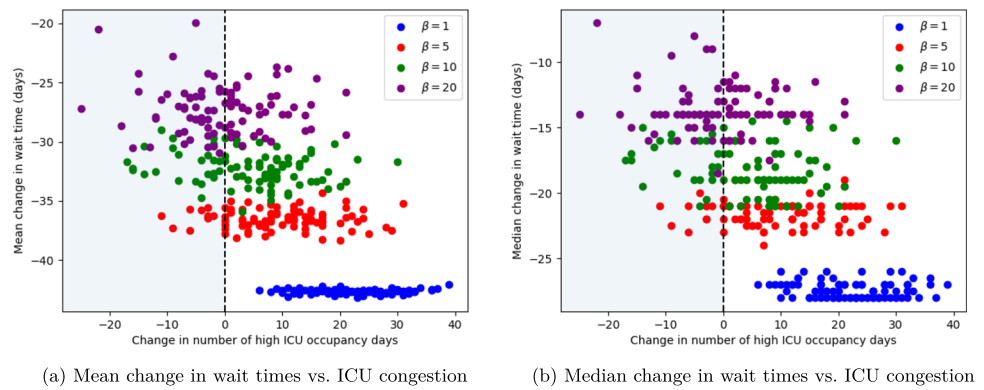 −20
−25
−30
−35
−40
Mean change in wait time (days)
β = 1
β = 5
β = 10
β = 20
−20
−10
0
10
20
30
40
Change in number of high ICU occupancy days
(a) Mean change in wait times vs. ICU congestion
−10
−15
−20
−25
Median change in wait time (days)
β = 1
β = 5
β = 10
β = 20
−20
−10
0
10
20
30
40
Change in number of high ICU occupancy days
(b) Median change in wait times vs. ICU congestion